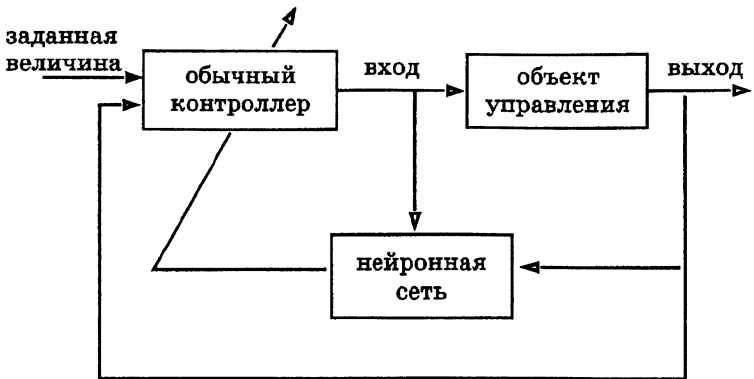 заданная
величина
обычный
контроллер
вход
объект
управления
выход
нейронная
сеть